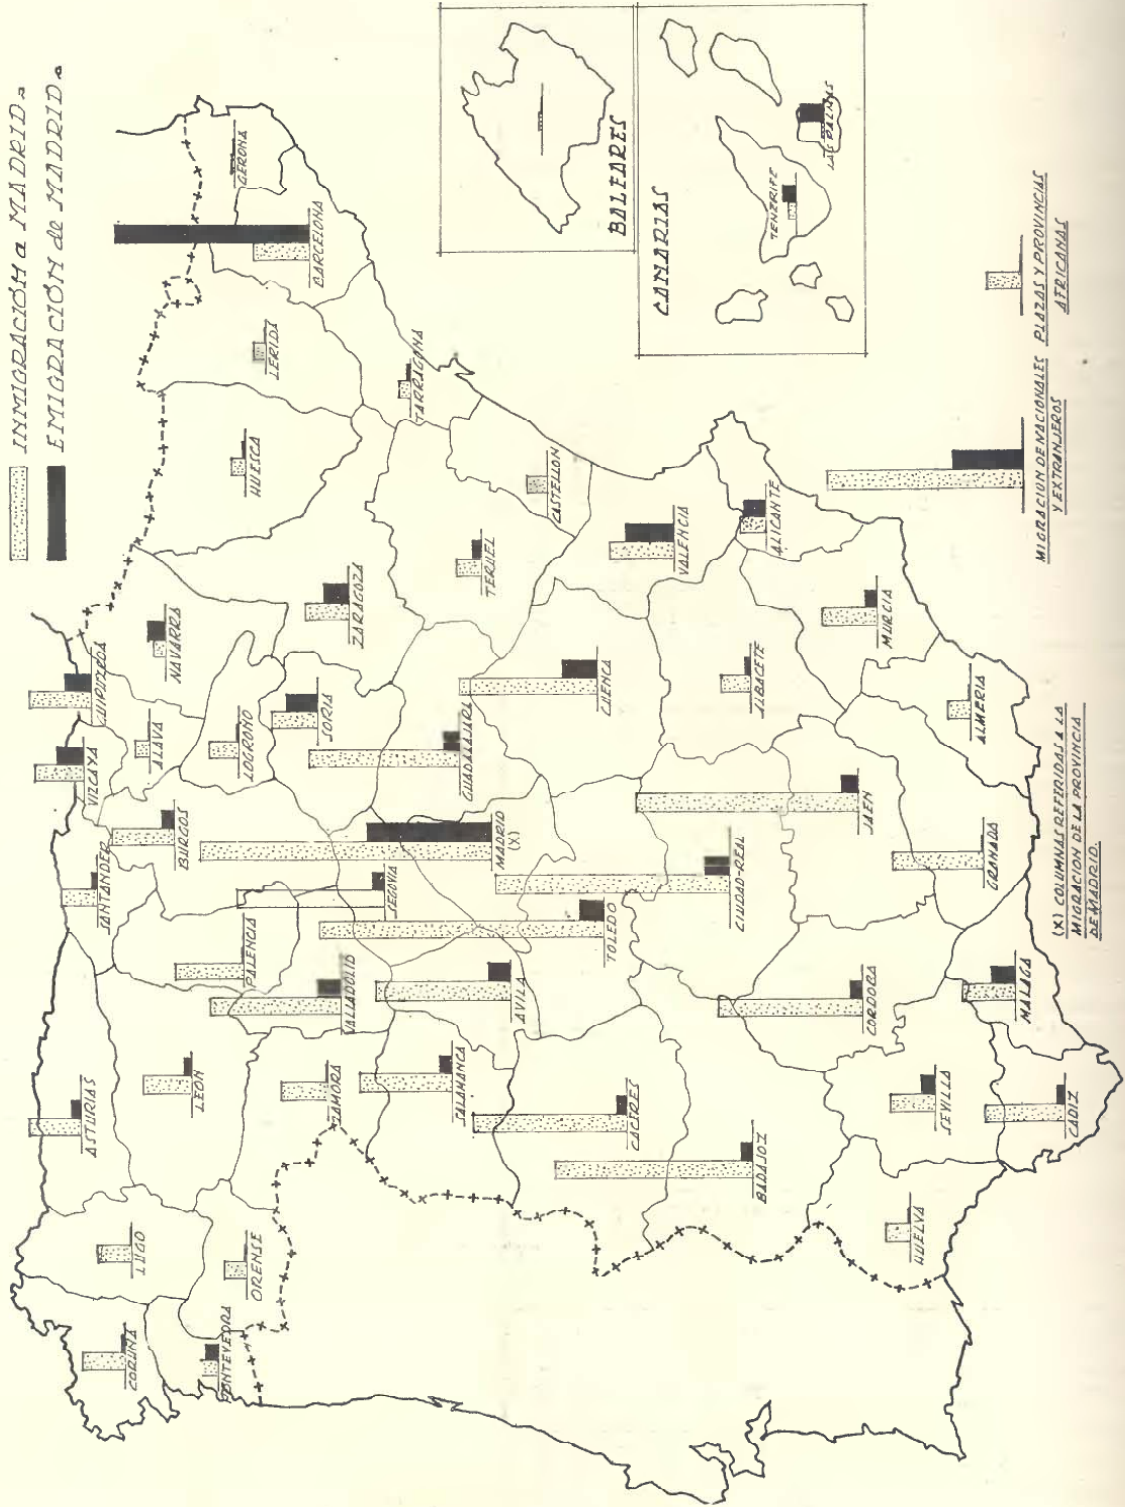 INMIGRACIÓN a MADRID.
EMIGRACIÓN de MADRID.
CORUÑA
LUGO
ASTURIAS
SANTANDER
VIZCAYA
GUIPUZCOA
PONTEVEDRA
ORENSE
LEON
PALENCIA
BURGOS
ALAVA
NAVARRA
LOGROÑO
HUESCA
LERIDA
GERONA
BARCELONA
ZAMORA
VALLADOLID
SORIA
ZARAGOZA
TARRAGONA
SALAMANCA
AVILA
SEGOVIA
GUADALAJARA
TERUEL
CASTELLON
MADRID
(X)
CACERES
TOLEDO
CUENCA
VALENCIA
BADAJOZ
CIUDAD-REAL
ALBACETE
ALICANTE
HUELVA
SEVILLA
CORDOBA
JAEN
MURCIA
CADIZ
MALAGA
GRANADA
ALMERIA
BALEARES
CANARIAS
TENERIFE
LAS PALMAS
(X) COLUMNAS REFERIDAS A LA
MIGRACION DE LA PROVINCIA
DE MADRID.
MIGRACION DE NACIONALES
Y EXTRANJEROS
PLAZAS Y PROVINCIAS
AFRICANAS